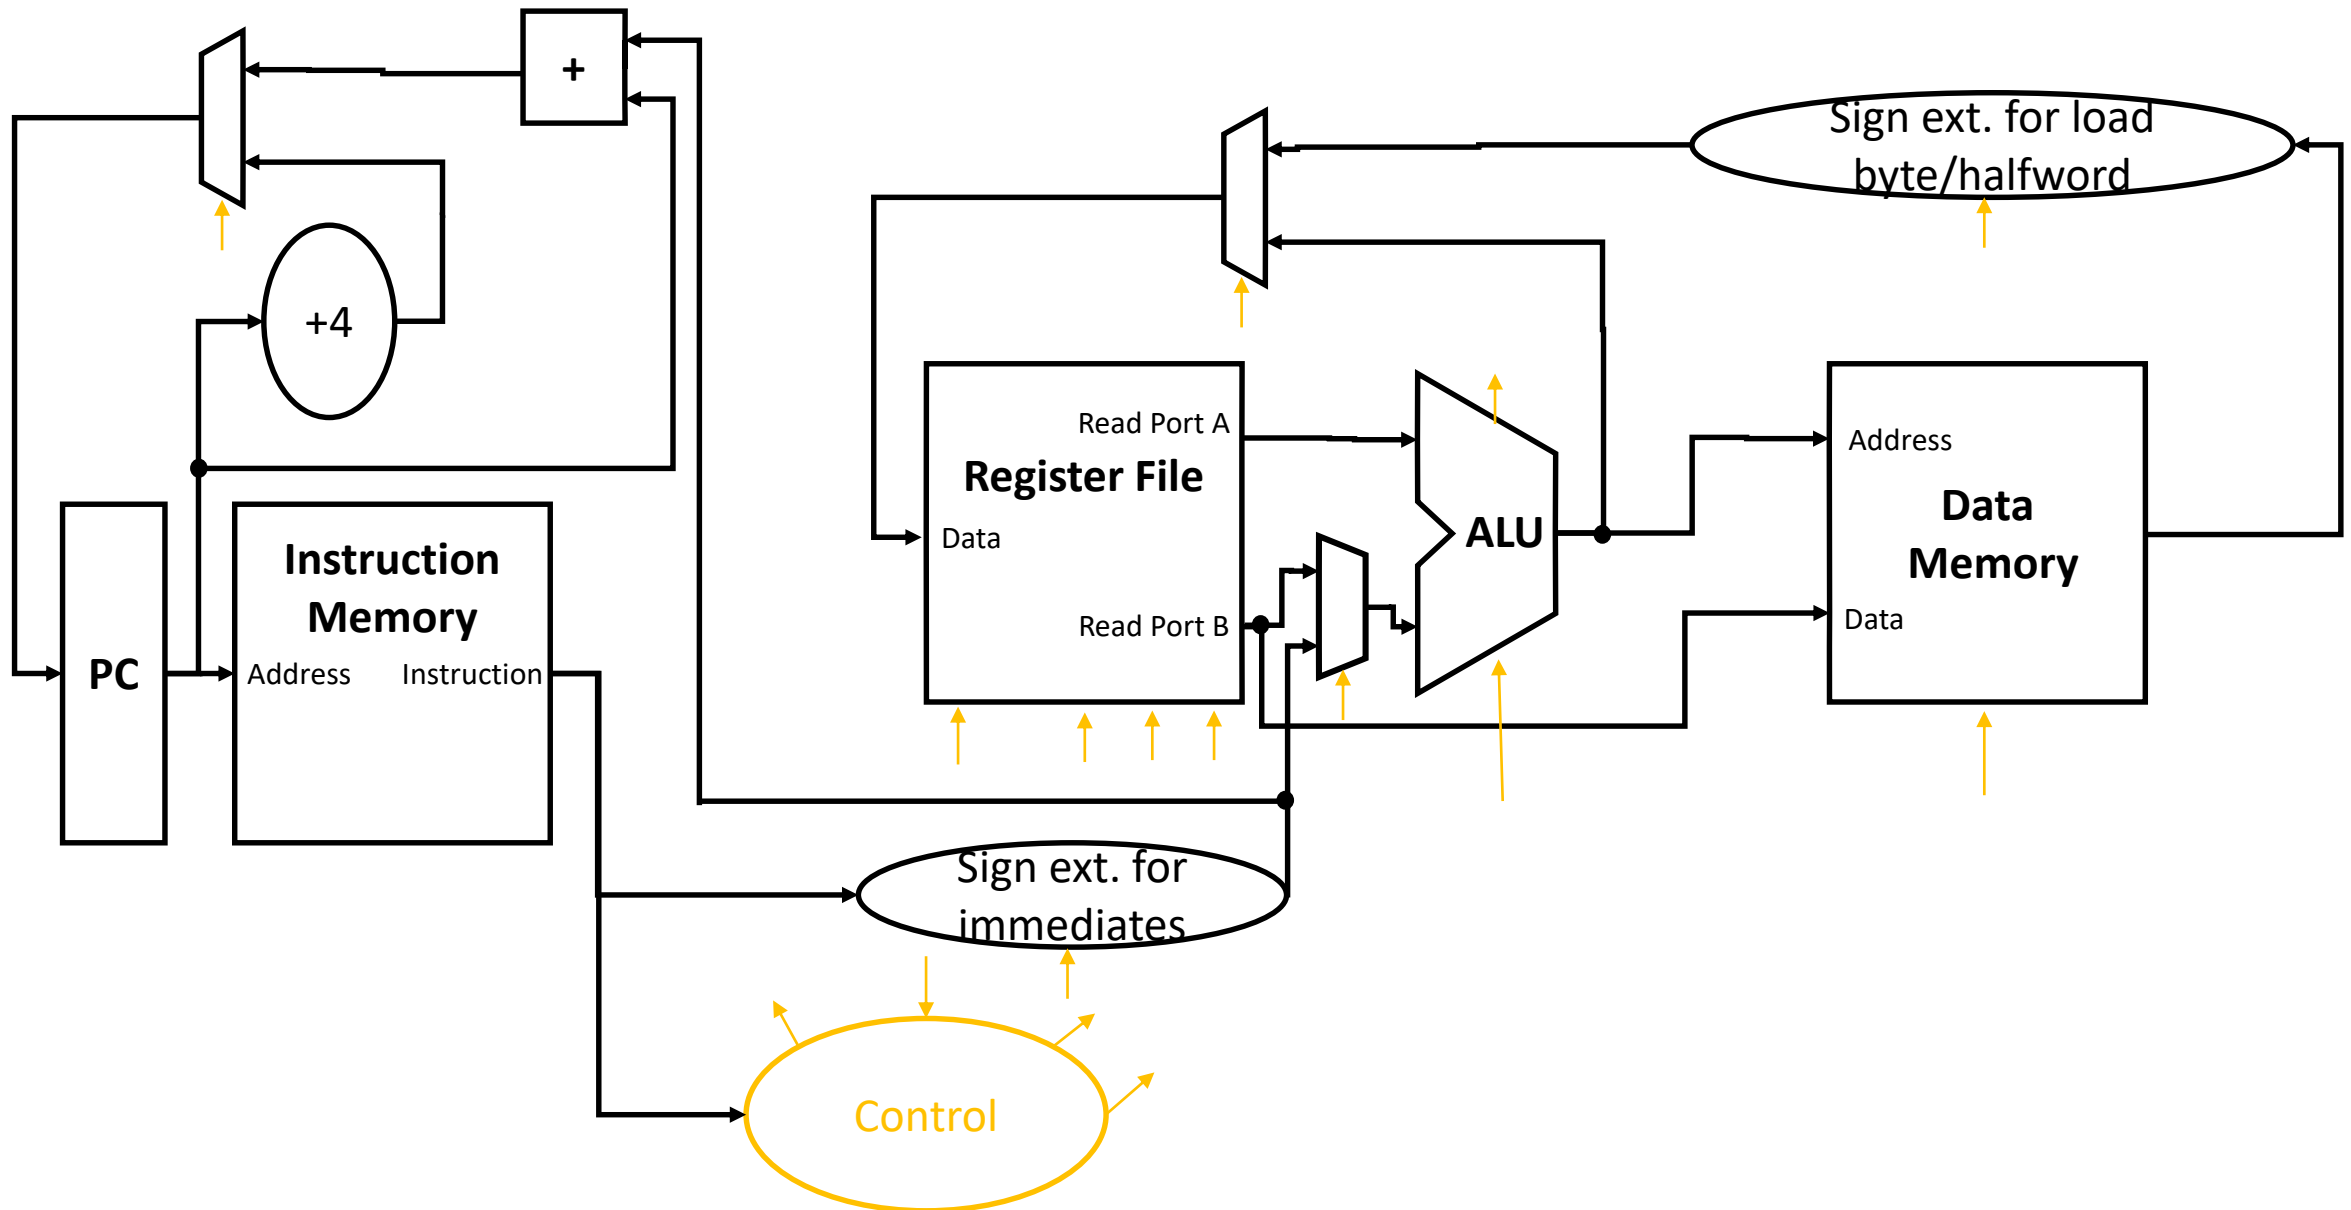 +
Sign ext. for load
byte/halfword
+4
Read Port A
Register File
Data
Read Port B
ALU
Address
Data
Memory
Data
Instruction
Memory
PC
Address
Instruction
Sign ext. for
immediates
Control